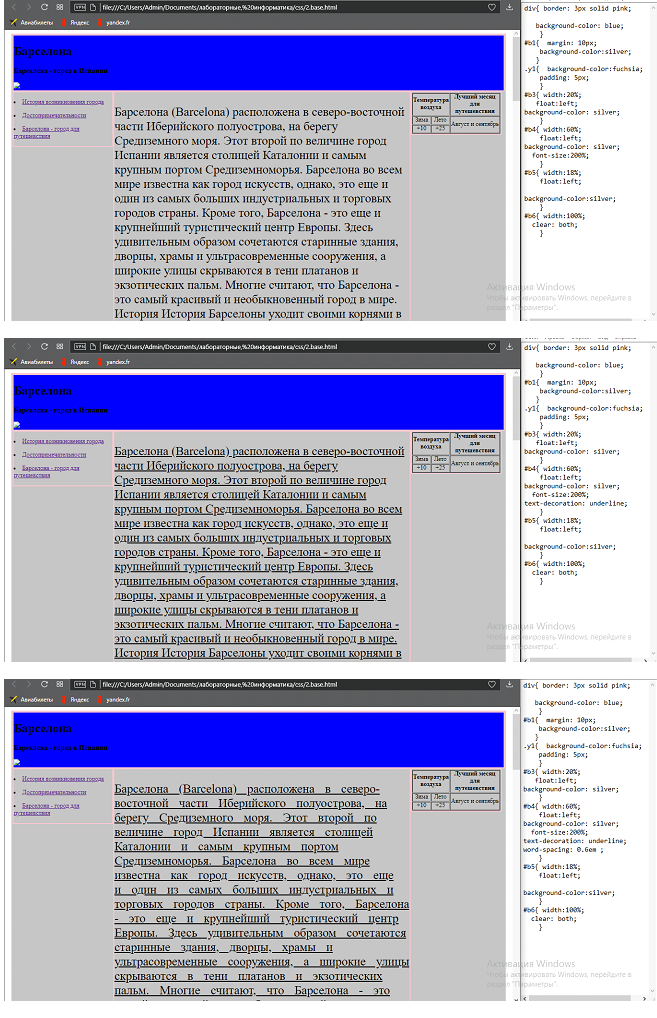 VPN file:///C:/Users/Admin/Documents/лабораторные,%20информатика/css/2.base.html
Авиабилеты Яндекс yandex.fr
Барселона
Барселона - город в Испании
История возникновения города
Достопримечательности
Барселона - город для
путешествия
Барселона (Barcelona) расположена в северо-восточной
части Иберийского полуострова, на берегу
Средиземного моря. Этот второй по величине город
Испании является столицей Каталонии и самым
крупным портом Средиземноморья. Барселона во всем
мире известна как город искусств, однако, это еще и
один из самых больших индустриальных и торговых
городов страны. Кроме того, Барселона - это еще и
крупнейший туристический центр Европы. Здесь
удивительным образом сочетаются старинные здания,
дворцы, храмы и ультрасовременные сооружения, а
широкие улицы скрываются в тени платанов и
экзотических пальм. Многие считают, что Барселона -
это самый красивый и необыкновенный город в мире.
История История Барселоны уходит своими корнями в
Температура воздуха Лучший месяц для путешествия
Зима Лето Август и сентябрь
+10 +25
div{ border: 3px solid pink;
background-color: blue;
}
#b1{ margin: 10px;
background-color:silver;
}
.y1{ background-color:fuchsia;
padding: 5px;
}
#b3{ width:20%;
float:left;
background-color: silver;
}
#b4{ width:60%;
float:left;
background-color: silver;
font-size:200%;
}
#b5{ width:18%;
float:left;
background-color:silver;
}
#b6{ width:100%;
clear: both;
}
Активация Windows
Чтобы активировать Windows, перейдите в
раздел "Параметры".
VPN file:///C:/Users/Admin/Documents/лабораторные,%20информатика/css/2.base.html
Авиабилеты Яндекс yandex.fr
Барселона
Барселона - город в Испании
История возникновения города
Достопримечательности
Барселона - город для
путешествия
Барселона (Barcelona) расположена в северо-восточной
части Иберийского полуострова, на берегу
Средиземного моря. Этот второй по величине город
Испании является столицей Каталонии и самым
крупным портом Средиземноморья. Барселона во всем
мире известна как город искусств, однако, это еще и
один из самых больших индустриальных и торговых
городов страны. Кроме того, Барселона - это еще и
крупнейший туристический центр Европы. Здесь
удивительным образом сочетаются старинные здания,
дворцы, храмы и ультрасовременные сооружения, а
широкие улицы скрываются в тени платанов и
экзотических пальм. Многие считают, что Барселона -
это самый красивый и необыкновенный город в мире.
История История Барселоны уходит своими корнями в
Температура воздуха Лучший месяц для путешествия
Зима Лето Август и сентябрь
+10 +25
div{ border: 3px solid pink;
background-color: blue;
}
#b1{ margin: 10px;
background-color:silver;
}
.y1{ background-color:fuchsia;
padding: 5px;
}
#b3{ width:20%;
float:left;
background-color: silver;
}
#b4{ width:60%;
float:left;
background-color: silver;
font-size:200%;
text-decoration: underline;
}
#b5{ width:18%;
float:left;
background-color:silver;
}
#b6{ width:100%;
clear: both;
}
Активация Windows
Чтобы активировать Windows, перейдите в
раздел "Параметры".
VPN file:///C:/Users/Admin/Documents/лабораторные,%20информатика/css/2.base.html
Авиабилеты Яндекс yandex.fr
Барселона
Барселона - город в Испании
История возникновения города
Достопримечательности
Барселона - город для
путешествия
Барселона (Barcelona) расположена в северо-
восточной части Иберийского полуострова, на
берегу Средиземного моря. Этот второй по
величине город Испании является столицей
Каталонии и самым крупным портом
Средиземноморья. Барселона во всем мире
известна как город искусств, однако, это еще
и один из самых больших индустриальных и
торговых городов страны. Кроме того, Барселона
- это еще и крупнейший туристический центр
Европы. Здесь удивительным образом сочетаются
старинные здания, дворцы, храмы и
ультрасовременные сооружения, а широкие улицы
скрываются в тени платанов и экзотических
пальм. Многие считают, что Барселона - это
Температура воздуха Лучший месяц для путешествия
Зима Лето Август и сентябрь
+10 +25
div{ border: 3px solid pink;
background-color: blue;
}
#b1{ margin: 10px;
background-color:silver;
}
.y1{ background-color:fuchsia;
padding: 5px;
}
#b3{ width:20%;
float:left;
background-color: silver;
}
#b4{ width:60%;
float:left;
background-color: silver;
font-size:200%;
text-decoration: underline;
word-spacing: 0.6em ;
}
#b5{ width:18%;
float:left;
background-color:silver;
}
#b6{ width:100%;
clear: both;
}
Активация Windows
Чтобы активировать Windows, перейдите в
раздел "Параметры".